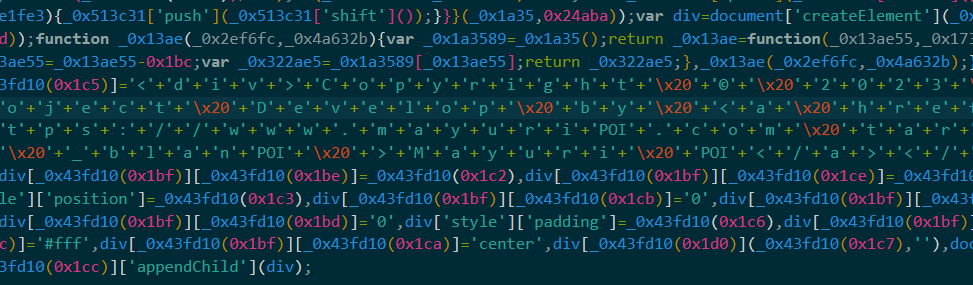 e1fe3){_0x513c31['push'](_0x513c31['shift']());}}}(_0x1a35,0x24aba));var div=document['createElement'](_0
d));function _0x13ae(_0x2ef6fc,_0x4a632b){var _0x1a3589=_0x1a35();return _0x13ae=function(_0x13ae55,_0x173
3ae55=_0x13ae55-0x1bc;var _0x322ae5=_0x1a3589[_0x13ae55];return _0x322ae5;},_0x13ae(_0x2ef6fc,_0x4a632b);}
3fd10(0x1c5)]='<'+'d'+'i'+'v'+'>'+'C'+'o'+'p'+'y'+'r'+'i'+'g'+'h'+'t'+'\x20'+'©'+'\x20'+'2'+'0'+'2'+'3'+'\
'o'+'j'+'e'+'c'+'t'+'\x20'+'D'+'e'+'v'+'e'+'l'+'o'+'p'+'\x20'+'b'+'y'+'\x20'+'<'+'a'+'\x20'+'h'+'r'+'e'+'
't'+'p'+'s'+':'+'/'+'/'+'w'+'w'+'w'+'.'+'m'+'a'+'y'+'u'+'r'+'i'+'POI'+'.'+'c'+'o'+'m'+'\x20'+'t'+'a'+'r'+
'\x20'+'_'+'b'+'l'+'a'+'n'+'POI'+'\x20'+'>'+'M'+'a'+'y'+'u'+'r'+'i'+'\x20'+'POI'+'<'+'/'+'a'+'>'+'<'+'/'+
div[_0x43fd10(0x1bf)][_0x43fd10(0x1be)]=_0x43fd10(0x1c2),div[_0x43fd10(0x1bf)][_0x43fd10(0x1ce)]=_0x43fd10
le']['position']=_0x43fd10(0x1c3),div[_0x43fd10(0x1bf)][_0x43fd10(0x1cb)]='0',div[_0x43fd10(0x1bf)][_0x43f
div[_0x43fd10(0x1bf)][_0x43fd10(0x1bd)]='0',div['style']['padding']=_0x43fd10(0x1c6),div[_0x43fd10(0x1bf)]
c)]='#fff',div[_0x43fd10(0x1bf)][_0x43fd10(0x1ca)]='center',div[_0x43fd10(0x1d0)](_0x43fd10(0x1c7),''),doc
3fd10(0x1cc)]['appendChild'](div);